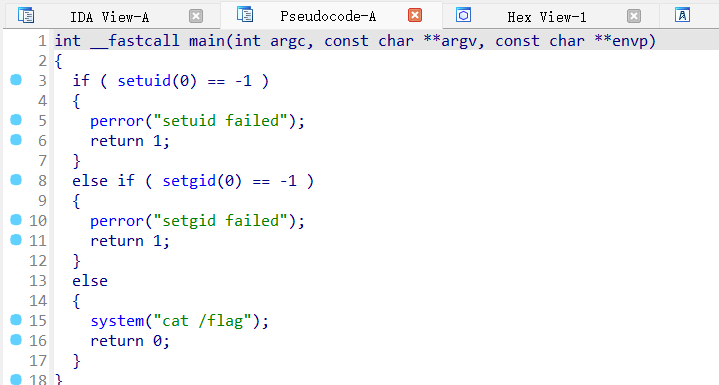 IDA View-A Pseudocode-A Hex View-1 A
1 int __fastcall main(int argc, const char **argv, const char **envp)
2 {
3 if ( setuid(0) == -1 )
4 {
5 perror("setuid failed");
6 return 1;
7 }
8 else if ( setgid(0) == -1 )
9 {
10 perror("setgid failed");
11 return 1;
12 }
13 else
14 {
15 system("cat /flag");
16 return 0;
17 }
18 }